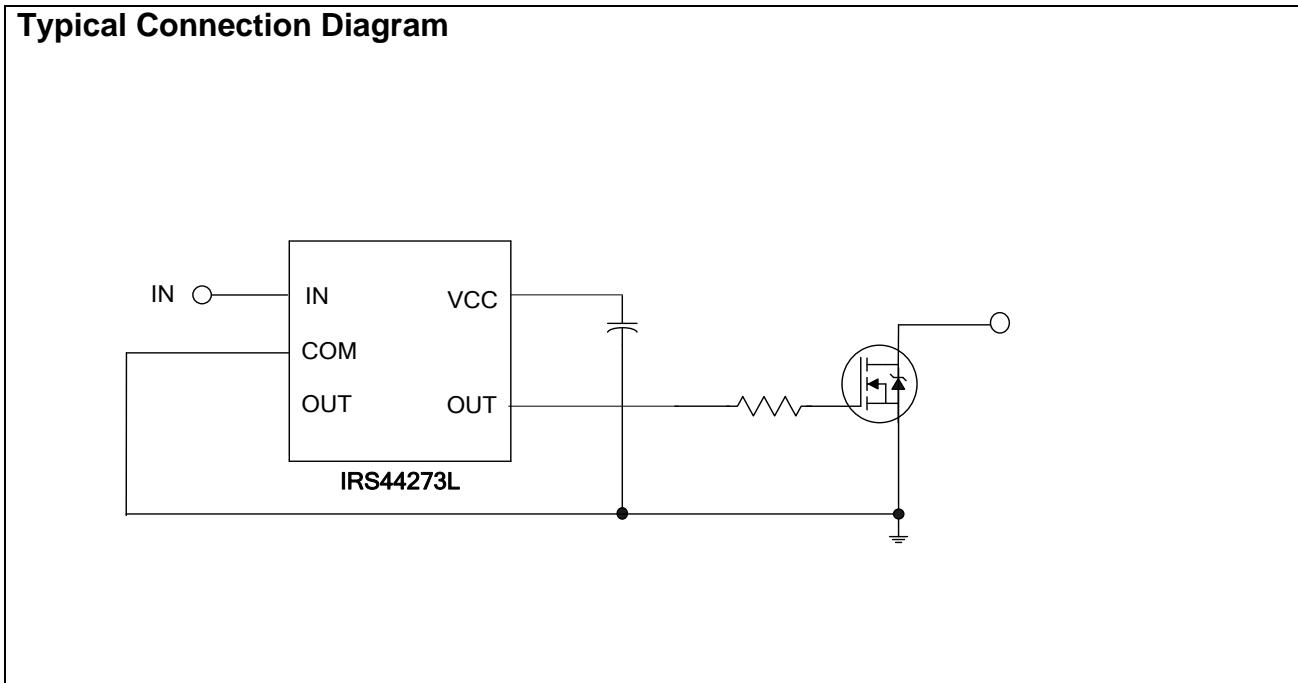 Typical Connection Diagram
IN
IN
VCC
COM
OUT
OUT
IRS44273L